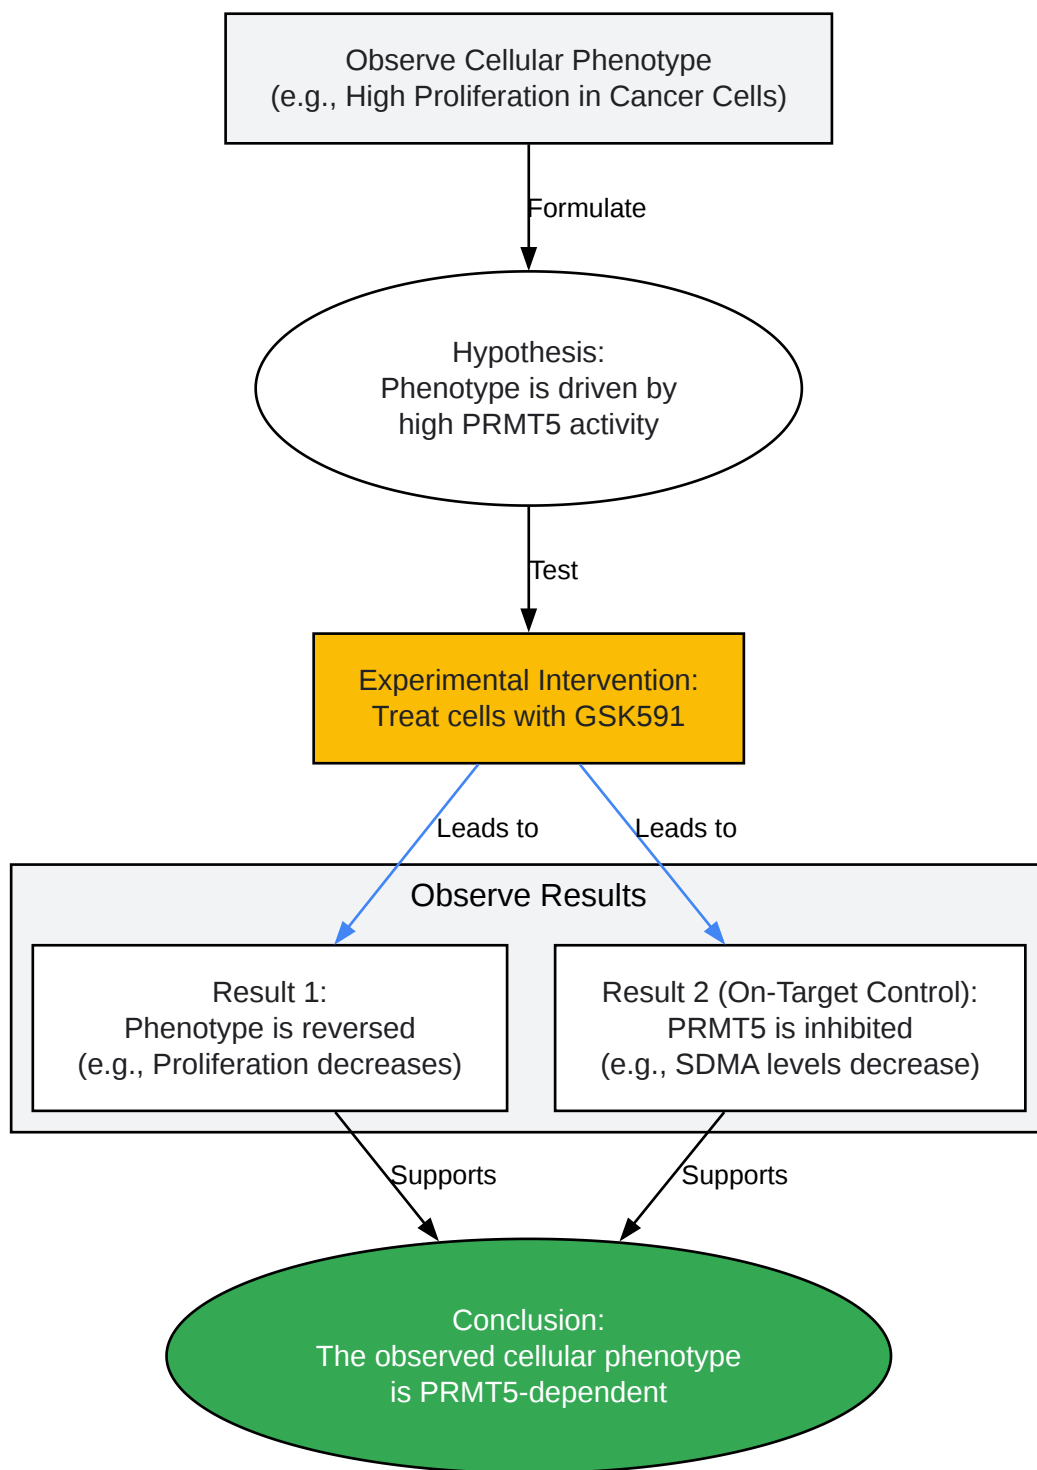 Observe Cellular Phenotype
(e.g., High Proliferation in Cancer Cells)
Formulate
Hypothesis:
Phenotype is driven by
high PRMT5 activity
Test
Experimental Intervention:
Treat cells with GSK591
Leads to
Leads to
Observe Results
Result 1:
Phenotype is reversed
(e.g., Proliferation decreases)
Result 2 (On-Target Control):
PRMT5 is inhibited
(e.g., SDMA levels decrease)
Supports
Supports
Conclusion:
The observed cellular phenotype
is PRMT5-dependent